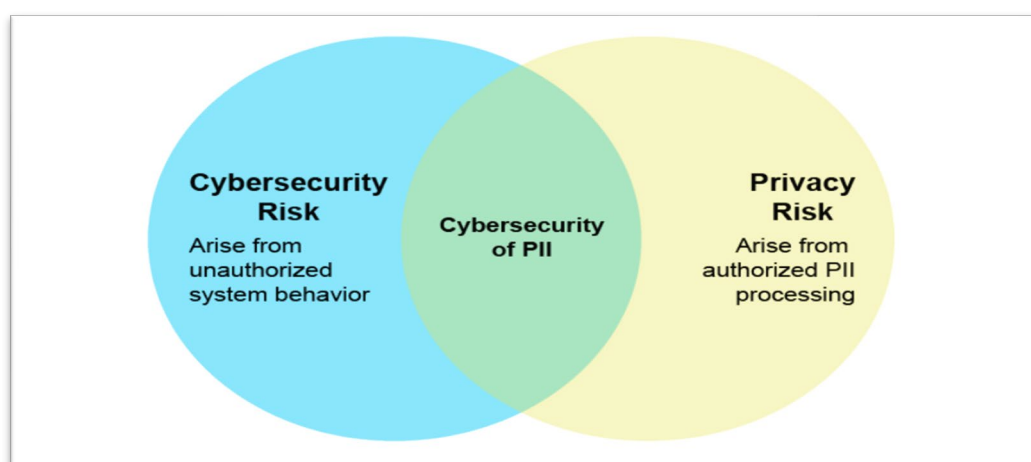 Cybersecurity
Risk
Arise from
unauthorized
system behavior
Cybersecurity
of PII
Privacy
Risk
Arise from
authorized PII
processing